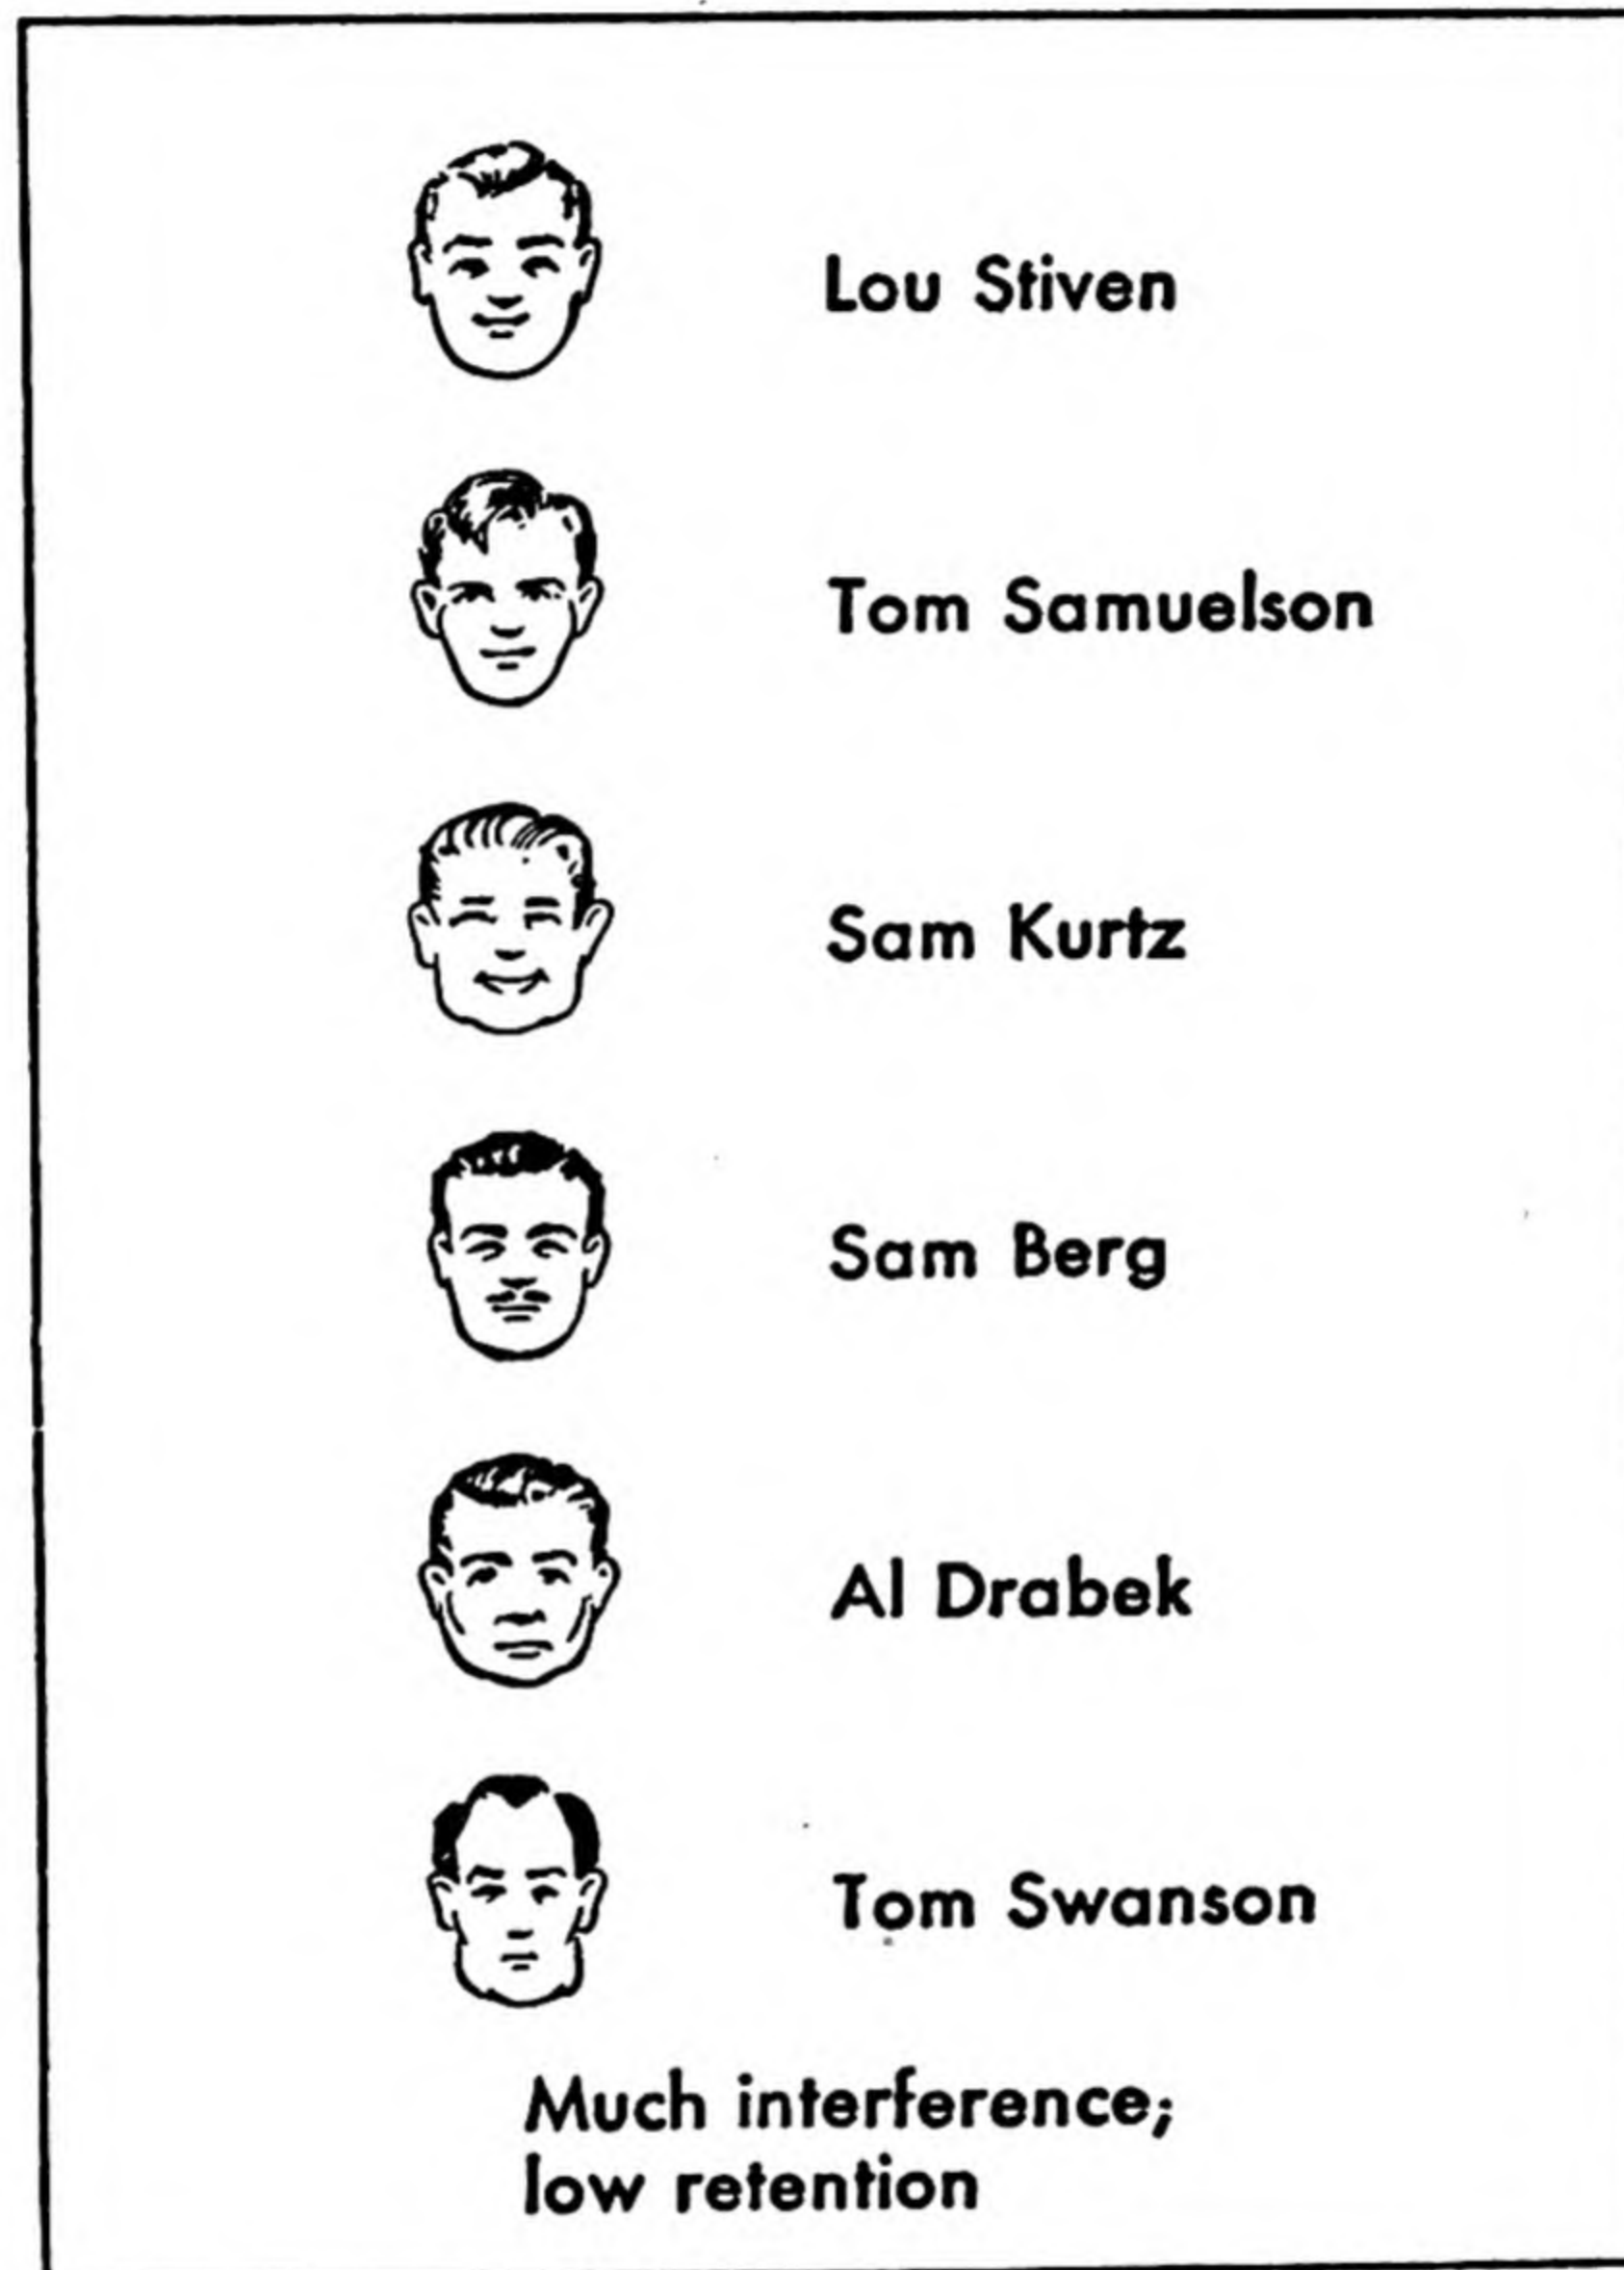 Lou Stiven
Tom Samuelson
Sam Kurtz
Sam Berg
Al Drabek
Tom Swanson
Much interference;
low retention